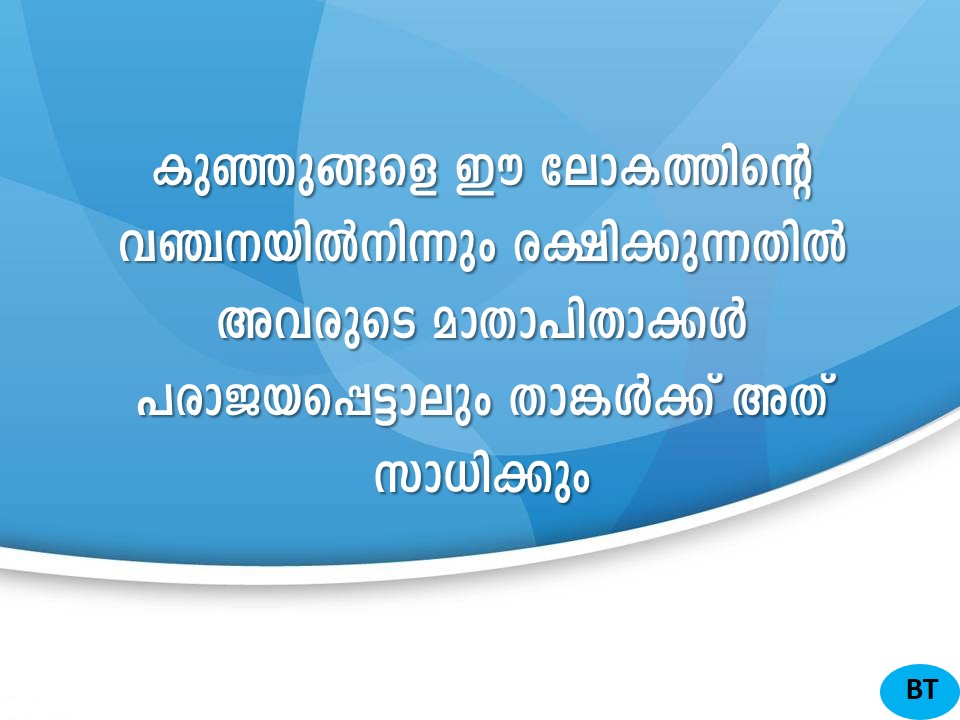 കുഞ്ഞുങ്ങളെ ഈ ലോകത്തിന്റെ
വഞ്ചനയിൽനിന്നും രക്ഷിക്കുന്നതിൽ
അവരുടെ മാതാപിതാക്കൾ
പരാജയപ്പെട്ടാലും താങ്കൾക്ക് അത്
സാധിക്കും
BT